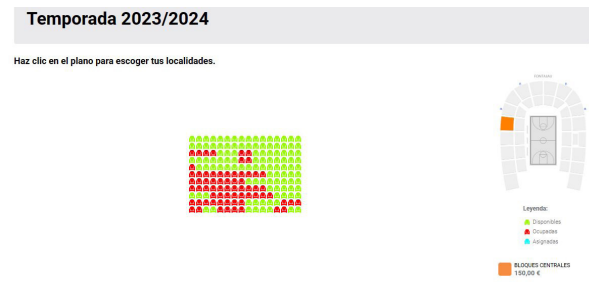 Temporada 2023/2024
Haz clic en el plano para escoger tus localidades.
Leyenda:
Disponibles
Ocupadas
Asignadas
BLOQUES CENTRALES
150,00 €